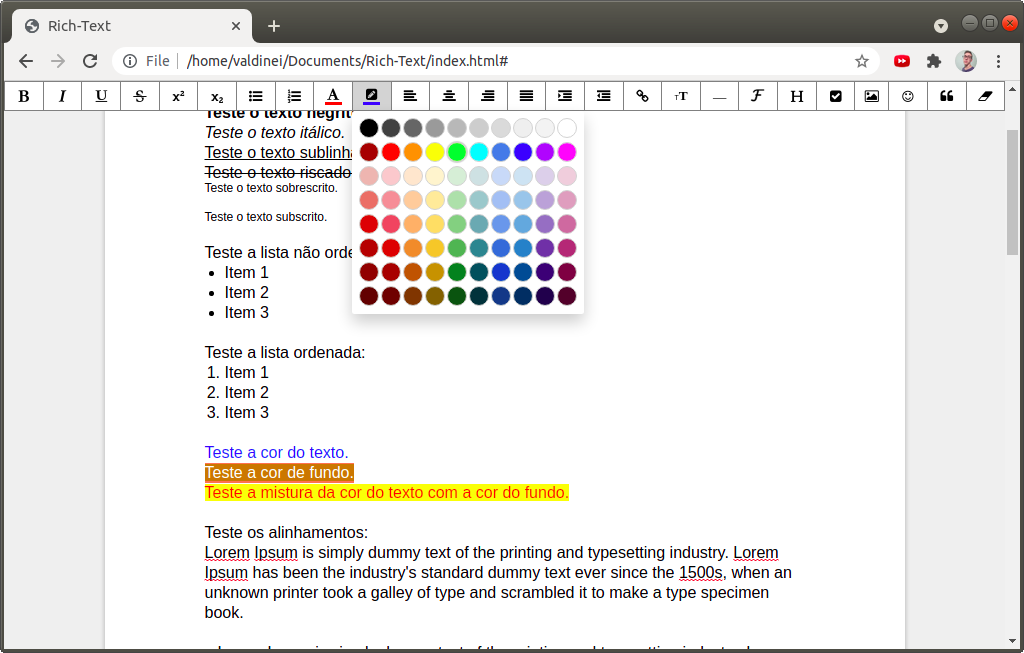 Rich-Text
File /home/valdinei/Documents/Rich-Text/index.html#
B I U S x² x₂ A тT — F H
Teste o texto negrit
Teste o texto itálico.
Teste o texto sublinha
Teste o texto riscado
Teste o texto sobrescrito.
Teste o texto subscrito.
Teste a lista não orde
• Item 1
• Item 2
• Item 3
Teste a lista ordenada:
1. Item 1
2. Item 2
3. Item 3
Teste a cor do texto.
Teste a cor de fundo.
Teste a mistura da cor do texto com a cor do fundo.
Teste os alinhamentos:
Lorem Ipsum is simply dummy text of the printing and typesetting industry. Lorem
Ipsum has been the industry's standard dummy text ever since the 1500s, when an
unknown printer took a galley of type and scrambled it to make a type specimen
book.